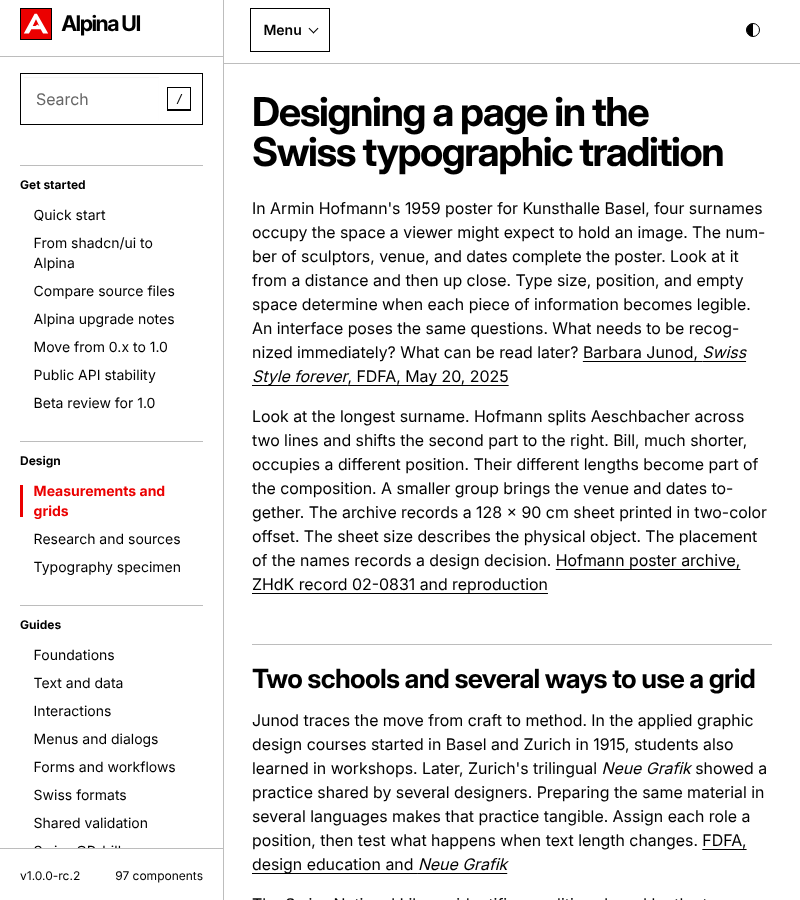 Alpina UI
Search
/
Get started
Quick start
From shadcn/ui to
Alpina
Compare source files
Alpina upgrade notes
Move from 0.x to 1.0
Public API stability
Beta review for 1.0
Design
Measurements and
grids
Research and sources
Typography specimen
Guides
Foundations
Text and data
Interactions
Menus and dialogs
Forms and workflows
Swiss formats
Shared validation
v1.0.0-rc.2
97 components
Menu
Designing a page in the
Swiss typographic tradition
In Armin Hofmann's 1959 poster for Kunsthalle Basel, four surnames
occupy the space a viewer might expect to hold an image. The num-
ber of sculptors, venue, and dates complete the poster. Look at it
from a distance and then up close. Type size, position, and empty
space determine when each piece of information becomes legible.
An interface poses the same questions. What needs to be recog-
nized immediately? What can be read later? Barbara Junod, Swiss
Style forever, FDFA, May 20, 2025
Look at the longest surname. Hofmann splits Aeschbacher across
two lines and shifts the second part to the right. Bill, much shorter,
occupies a different position. Their different lengths become part of
the composition. A smaller group brings the venue and dates to-
gether. The archive records a 128 × 90 cm sheet printed in two-color
offset. The sheet size describes the physical object. The placement
of the names records a design decision. Hofmann poster archive,
ZHdK record 02-0831 and reproduction
Two schools and several ways to use a grid
Junod traces the move from craft to method. In the applied graphic
design courses started in Basel and Zurich in 1915, students also
learned in workshops. Later, Zurich's trilingual Neue Grafik showed a
practice shared by several designers. Preparing the same material in
several languages makes that practice tangible. Assign each role a
position, then test what happens when text length changes. FDFA,
design education and Neue Grafik